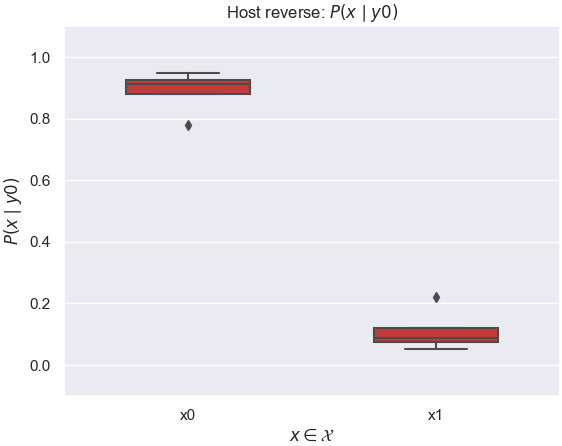 Host reverse: P(x | y0)
P(x | y0)
1.0
0.8
0.6
0.4
0.2
0.0
x0 x1
x ∈ 𝒳